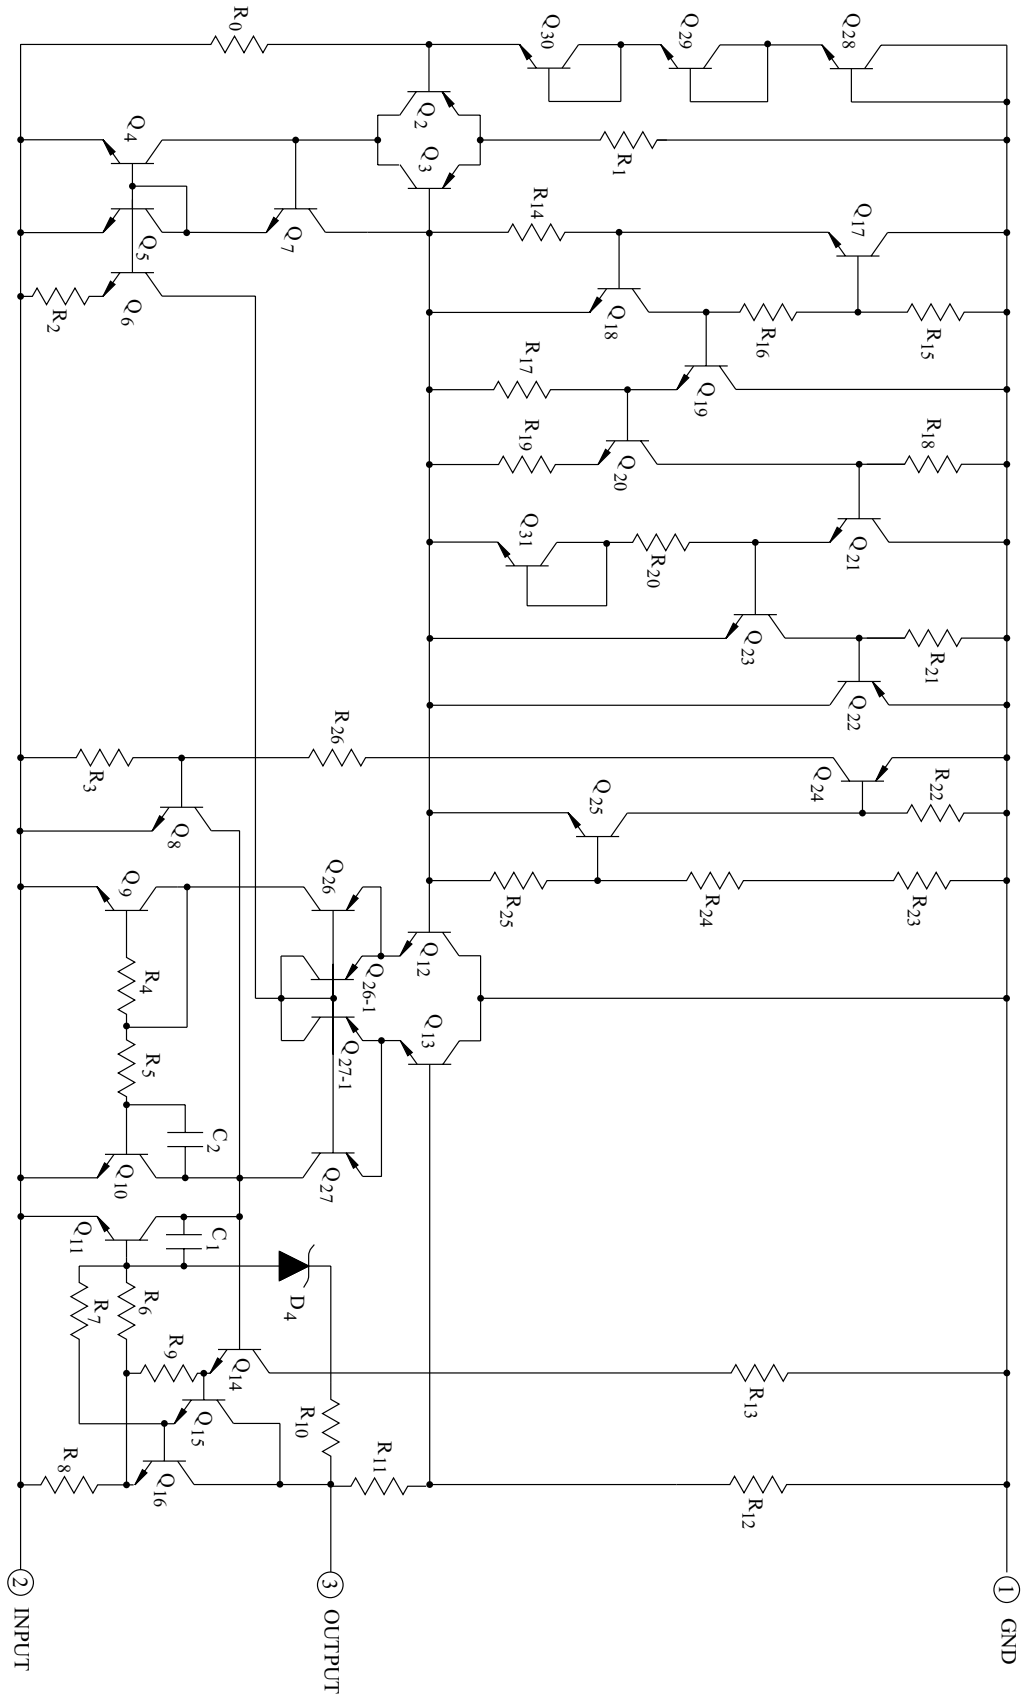 1 GND
Q28
R15
R18
R21
R22
R23
Q17
Q21
Q22
Q24
R16
Q23
R13
R12
Q29
Q19
R24
R20
R1
Q18
Q20
Q25
Q30
R14
R17
R19
Q31
R25
Q2
Q3
Q12
Q13
R11
Q26-1
Q27-1
R26
Q26
Q27
3 OUTPUT
R10
Q7
D4
R0
Q14
C2
C1
Q15
Q8
R9
Q16
Q4
Q5
Q6
Q9
R4
R5
Q10
R6
R3
Q11
R7
R2
R8
2 INPUT